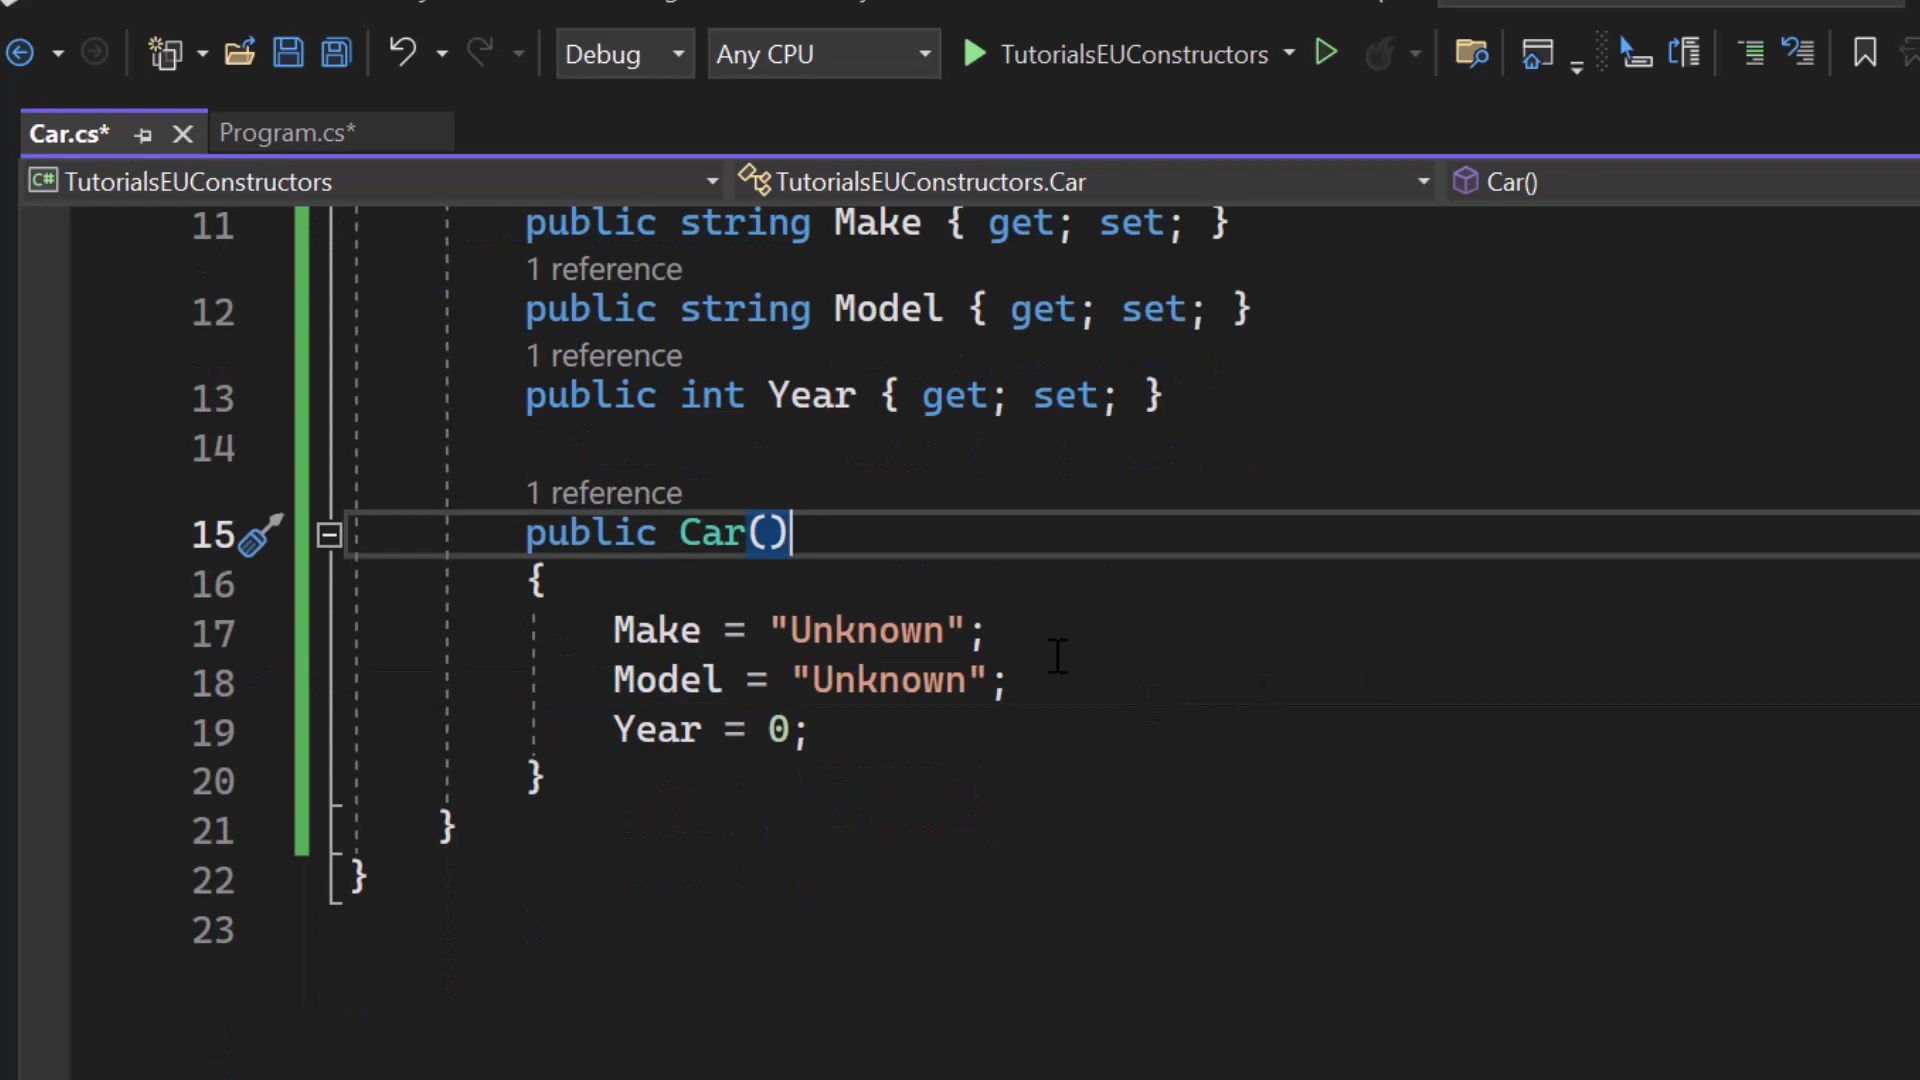 Debug Any CPU TutorialsEUConstructors
Car.cs* Program.cs*
C# TutorialsEUConstructors TutorialsEUConstructors.Car Car()
11 public string Make { get; set; }
1 reference
12 public string Model { get; set; }
1 reference
13 public int Year { get; set; }
14
1 reference
15 public Car()
16 {
17 Make = "Unknown";
18 Model = "Unknown";
19 Year = 0;
20 }
21 }
22 }
23